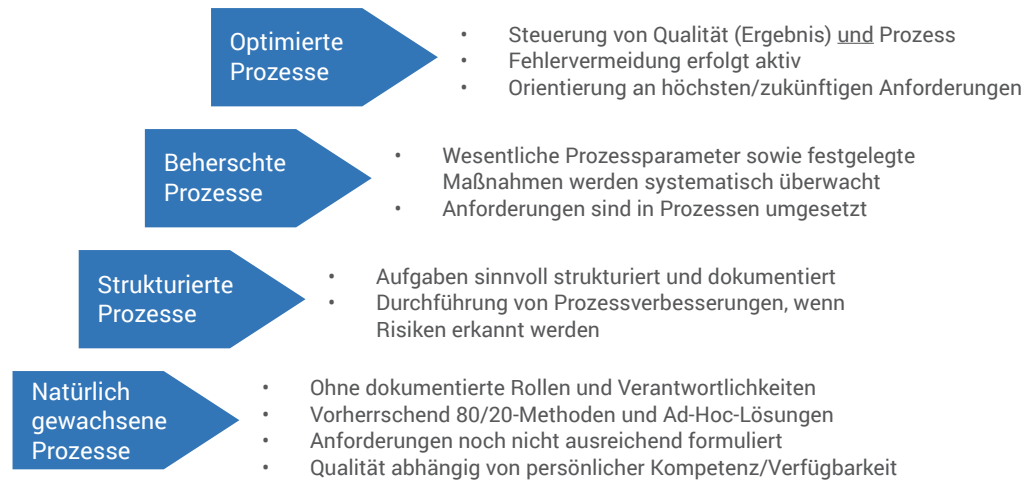 Optimierte
Prozesse
• Steuerung von Qualität (Ergebnis) und Prozess
• Fehlervermeidung erfolgt aktiv
• Orientierung an höchsten/zukünftigen Anforderungen
Beherschte
Prozesse
• Wesentliche Prozessparameter sowie festgelegte
Maßnahmen werden systematisch überwacht
• Anforderungen sind in Prozessen umgesetzt
Strukturierte
Prozesse
• Aufgaben sinnvoll strukturiert und dokumentiert
• Durchführung von Prozessverbesserungen, wenn
Risiken erkannt werden
Natürlich
gewachsene
Prozesse
• Ohne dokumentierte Rollen und Verantwortlichkeiten
• Vorherrschend 80/20-Methoden und Ad-Hoc-Lösungen
• Anforderungen noch nicht ausreichend formuliert
• Qualität abhängig von persönlicher Kompetenz/Verfügbarkeit